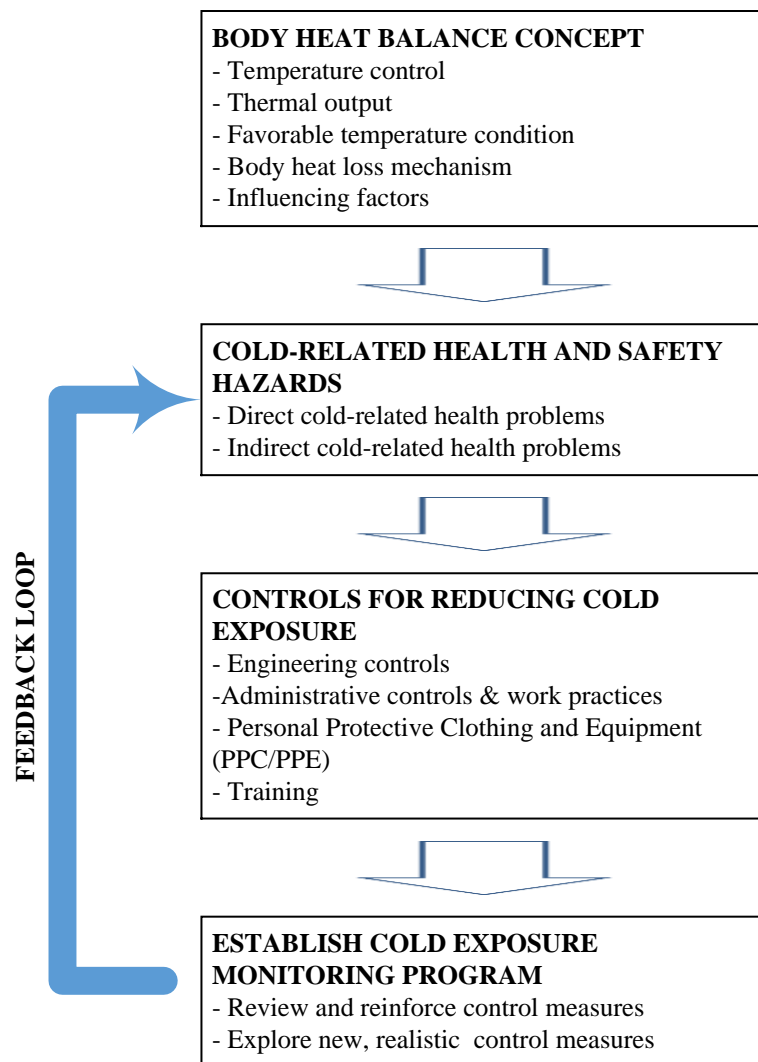 BODY HEAT BALANCE CONCEPT
- Temperature control
- Thermal output
- Favorable temperature condition
- Body heat loss mechanism
- Influencing factors
COLD-RELATED HEALTH AND SAFETY
HAZARDS
- Direct cold-related health problems
- Indirect cold-related health problems
FEEDBACK LOOP
CONTROLS FOR REDUCING COLD
EXPOSURE
- Engineering controls
-Administrative controls & work practices
- Personal Protective Clothing and Equipment
(PPC/PPE)
- Training
ESTABLISH COLD EXPOSURE
MONITORING PROGRAM
- Review and reinforce control measures
- Explore new, realistic  control measures